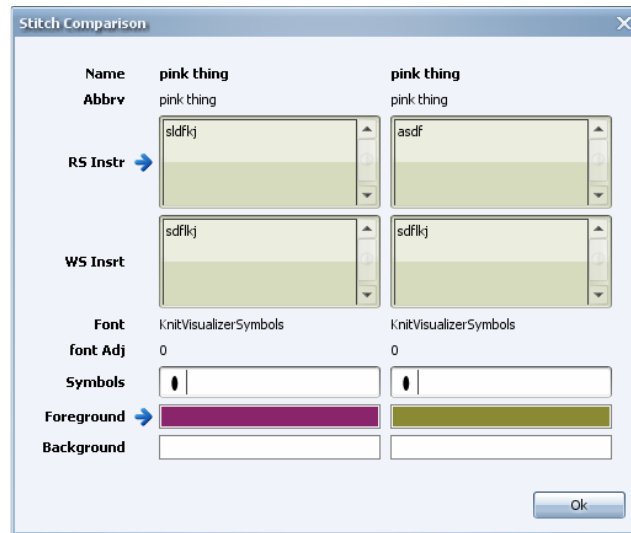 Stitch Comparison
Name pink thing pink thing
Abbrv pink thing pink thing
RS Instr sldfkj asdf
WS Insrt sdflkj sdflkj
Font KnitVisualizerSymbols KnitVisualizerSymbols
font Adj 0 0
Symbols
Foreground
Background
Ok